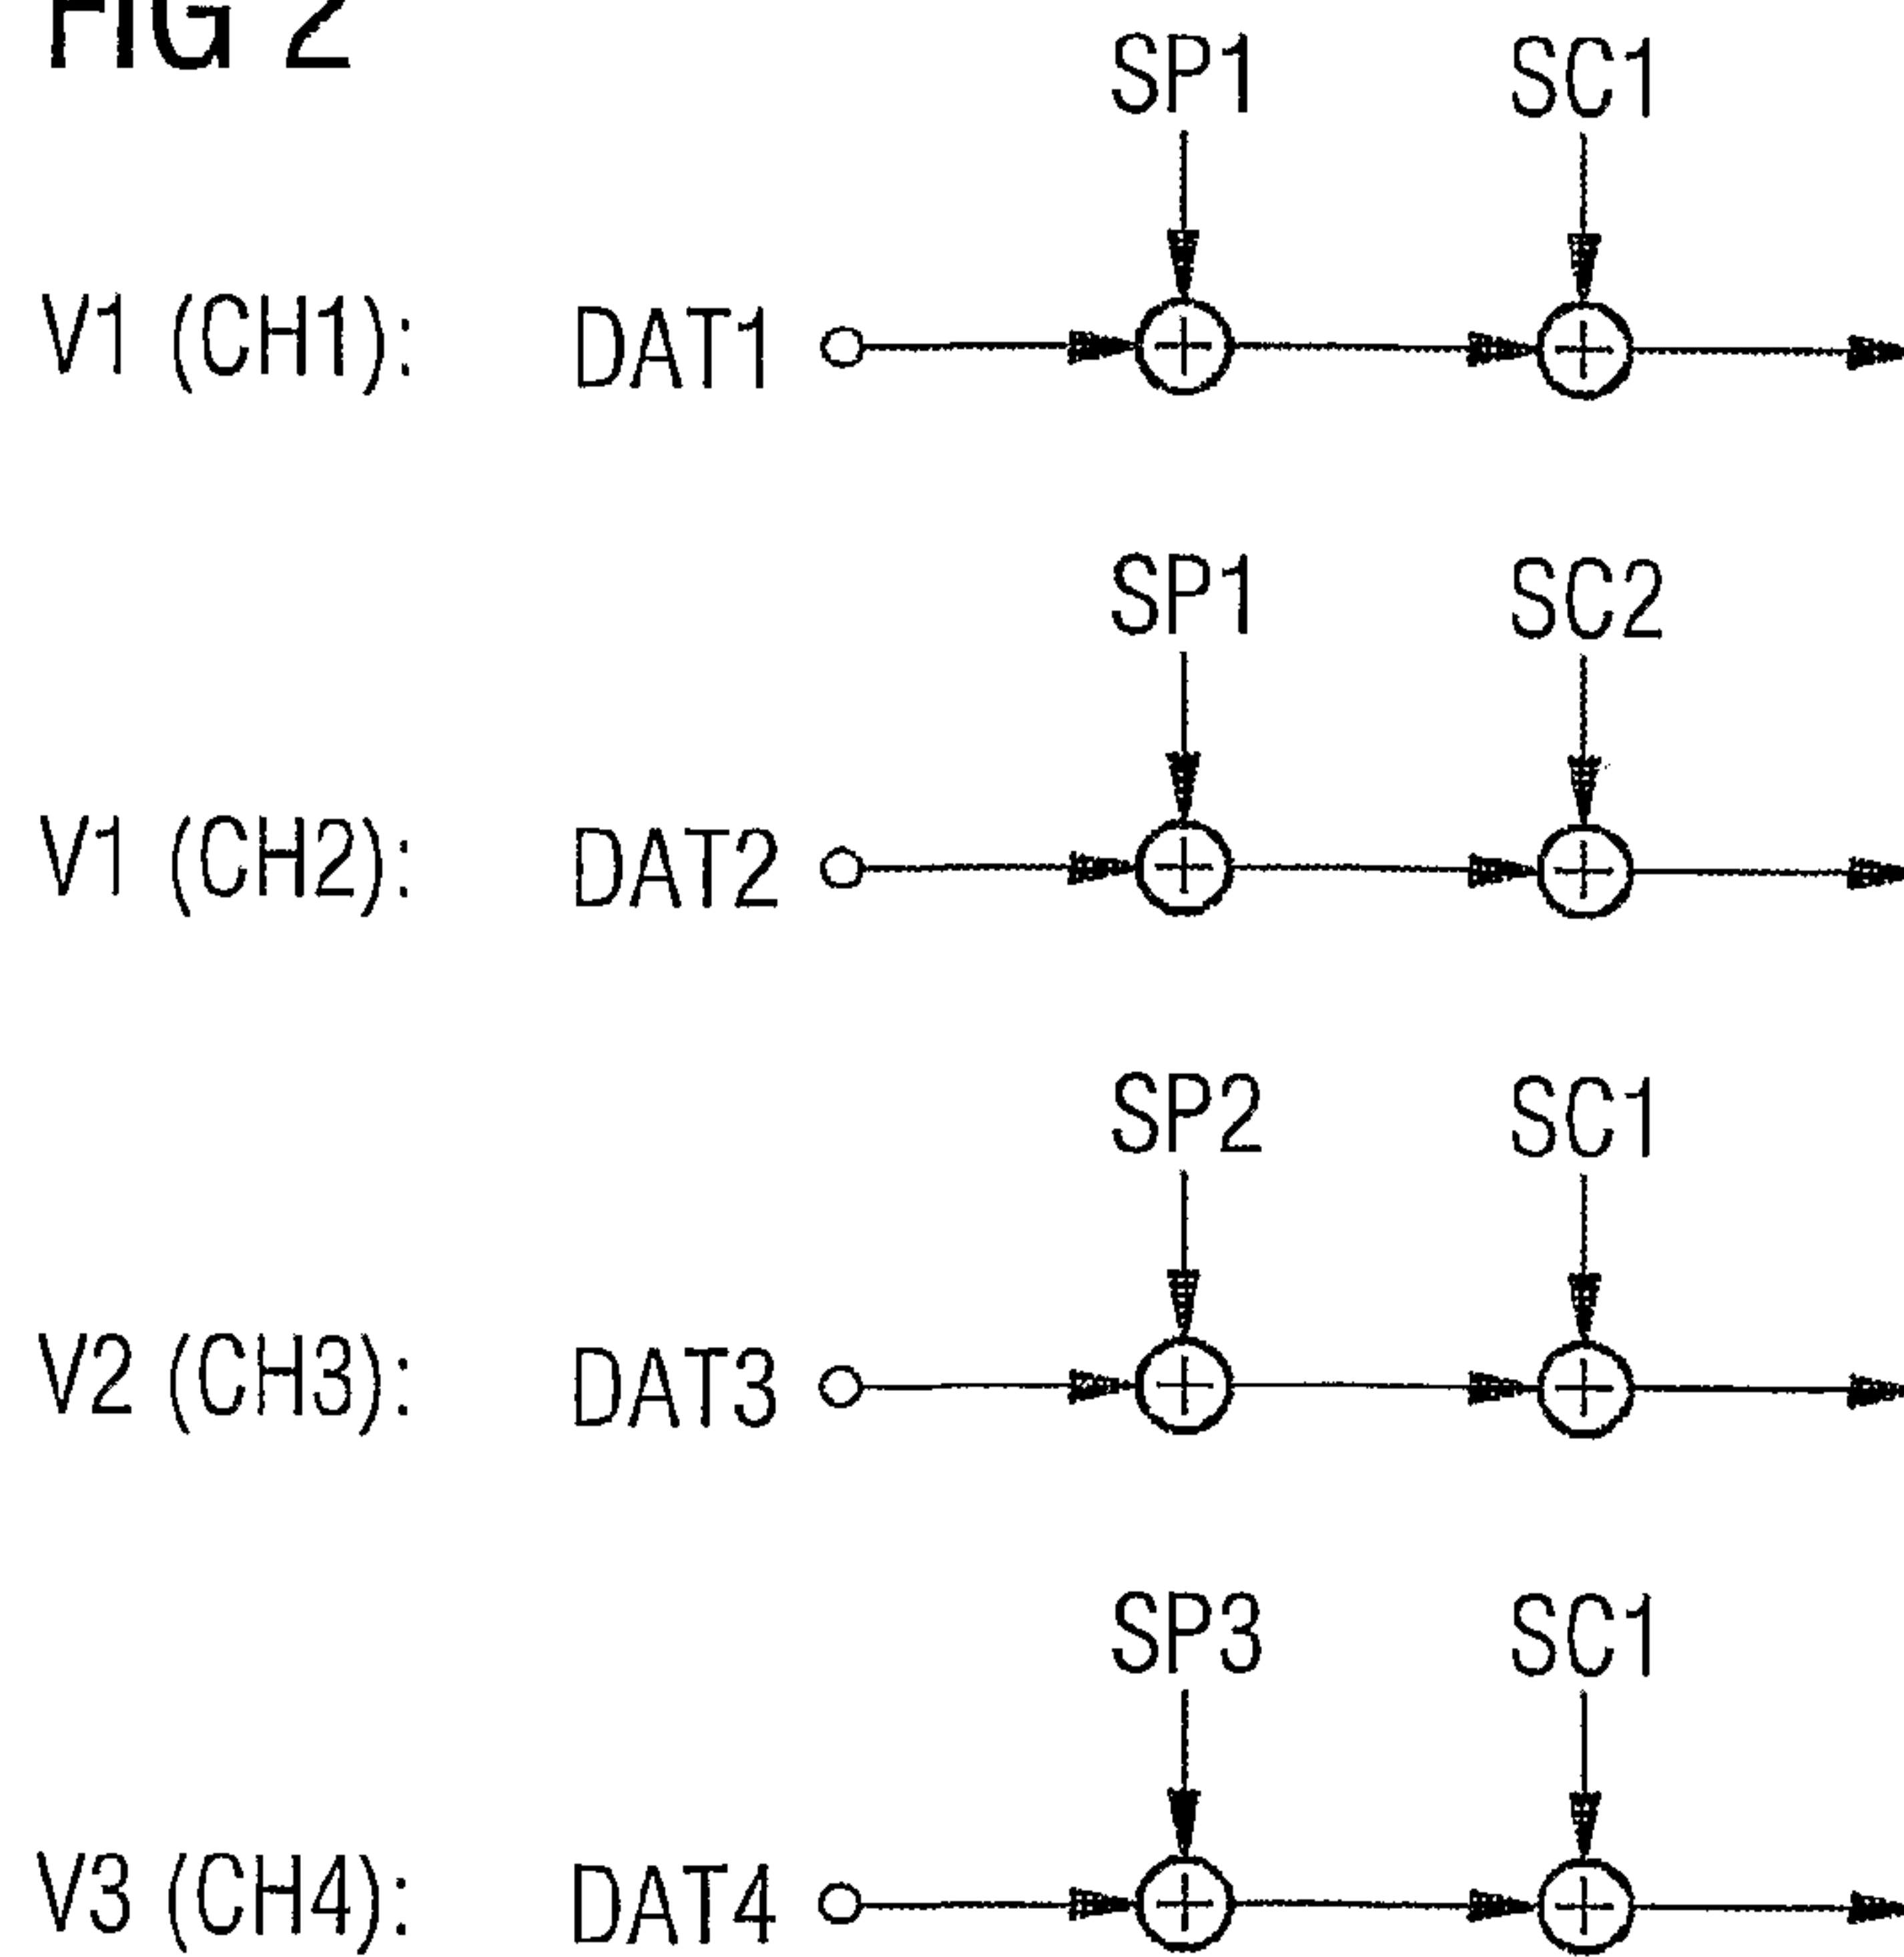 FIG 2
SP1 SC1
V1 (CH1): DAT1
SP1 SC2
V1 (CH2): DAT2
SP2 SC1
V2 (CH3): DAT3
SP3 SC1
V3 (CH4): DAT4